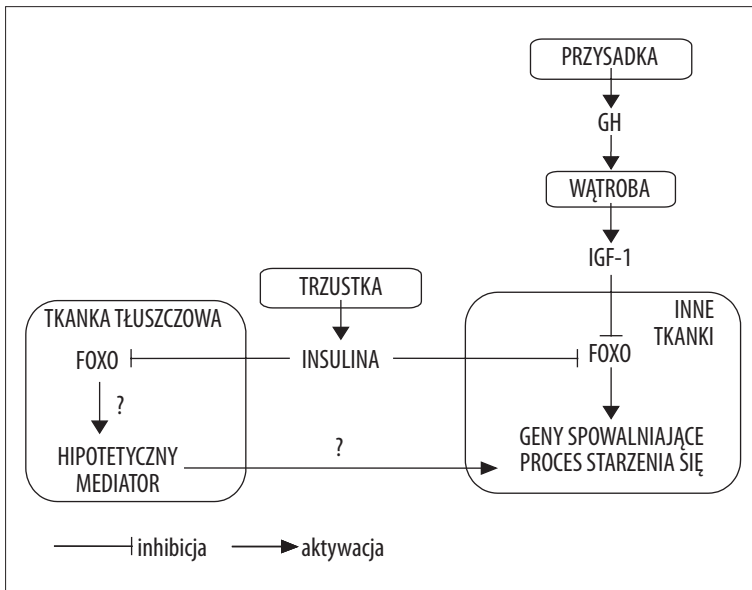 PRZYSADKA
GH
WĄTROBA
IGF-1
TRZUSTKA
INNE
TKANKI
TKANKA TŁUSZCZOWA
FOXO
INSULINA
FOXO
?
GENY SPOWALNIAJĄCE
PROCES STARZENIA SIĘ
HIPOTETYCZNY
MEDIATOR
?
inhibicja
aktywacja